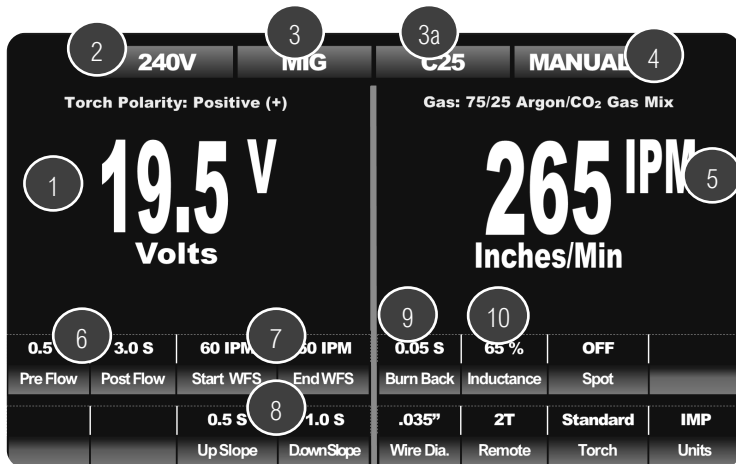 2 3 3a 4
240V MIG C25 MANUAL
Torch Polarity: Positive (+) Gas: 75/25 Argon/CO₂ Gas Mix
1 19.5 V 265 IPM 5
Volts Inches/Min
6 7 9 10
0.5 3.0 S 60 IPM IPM 0.05 S 65 % OFF
Pre Flow Post Flow Start WFS End WFS Burn Back Inductance Spot
8
0.5 S 1.0 S .035” 2T Standard IMP
Up Slope Down Slope Wire Dia. Remote Torch Units